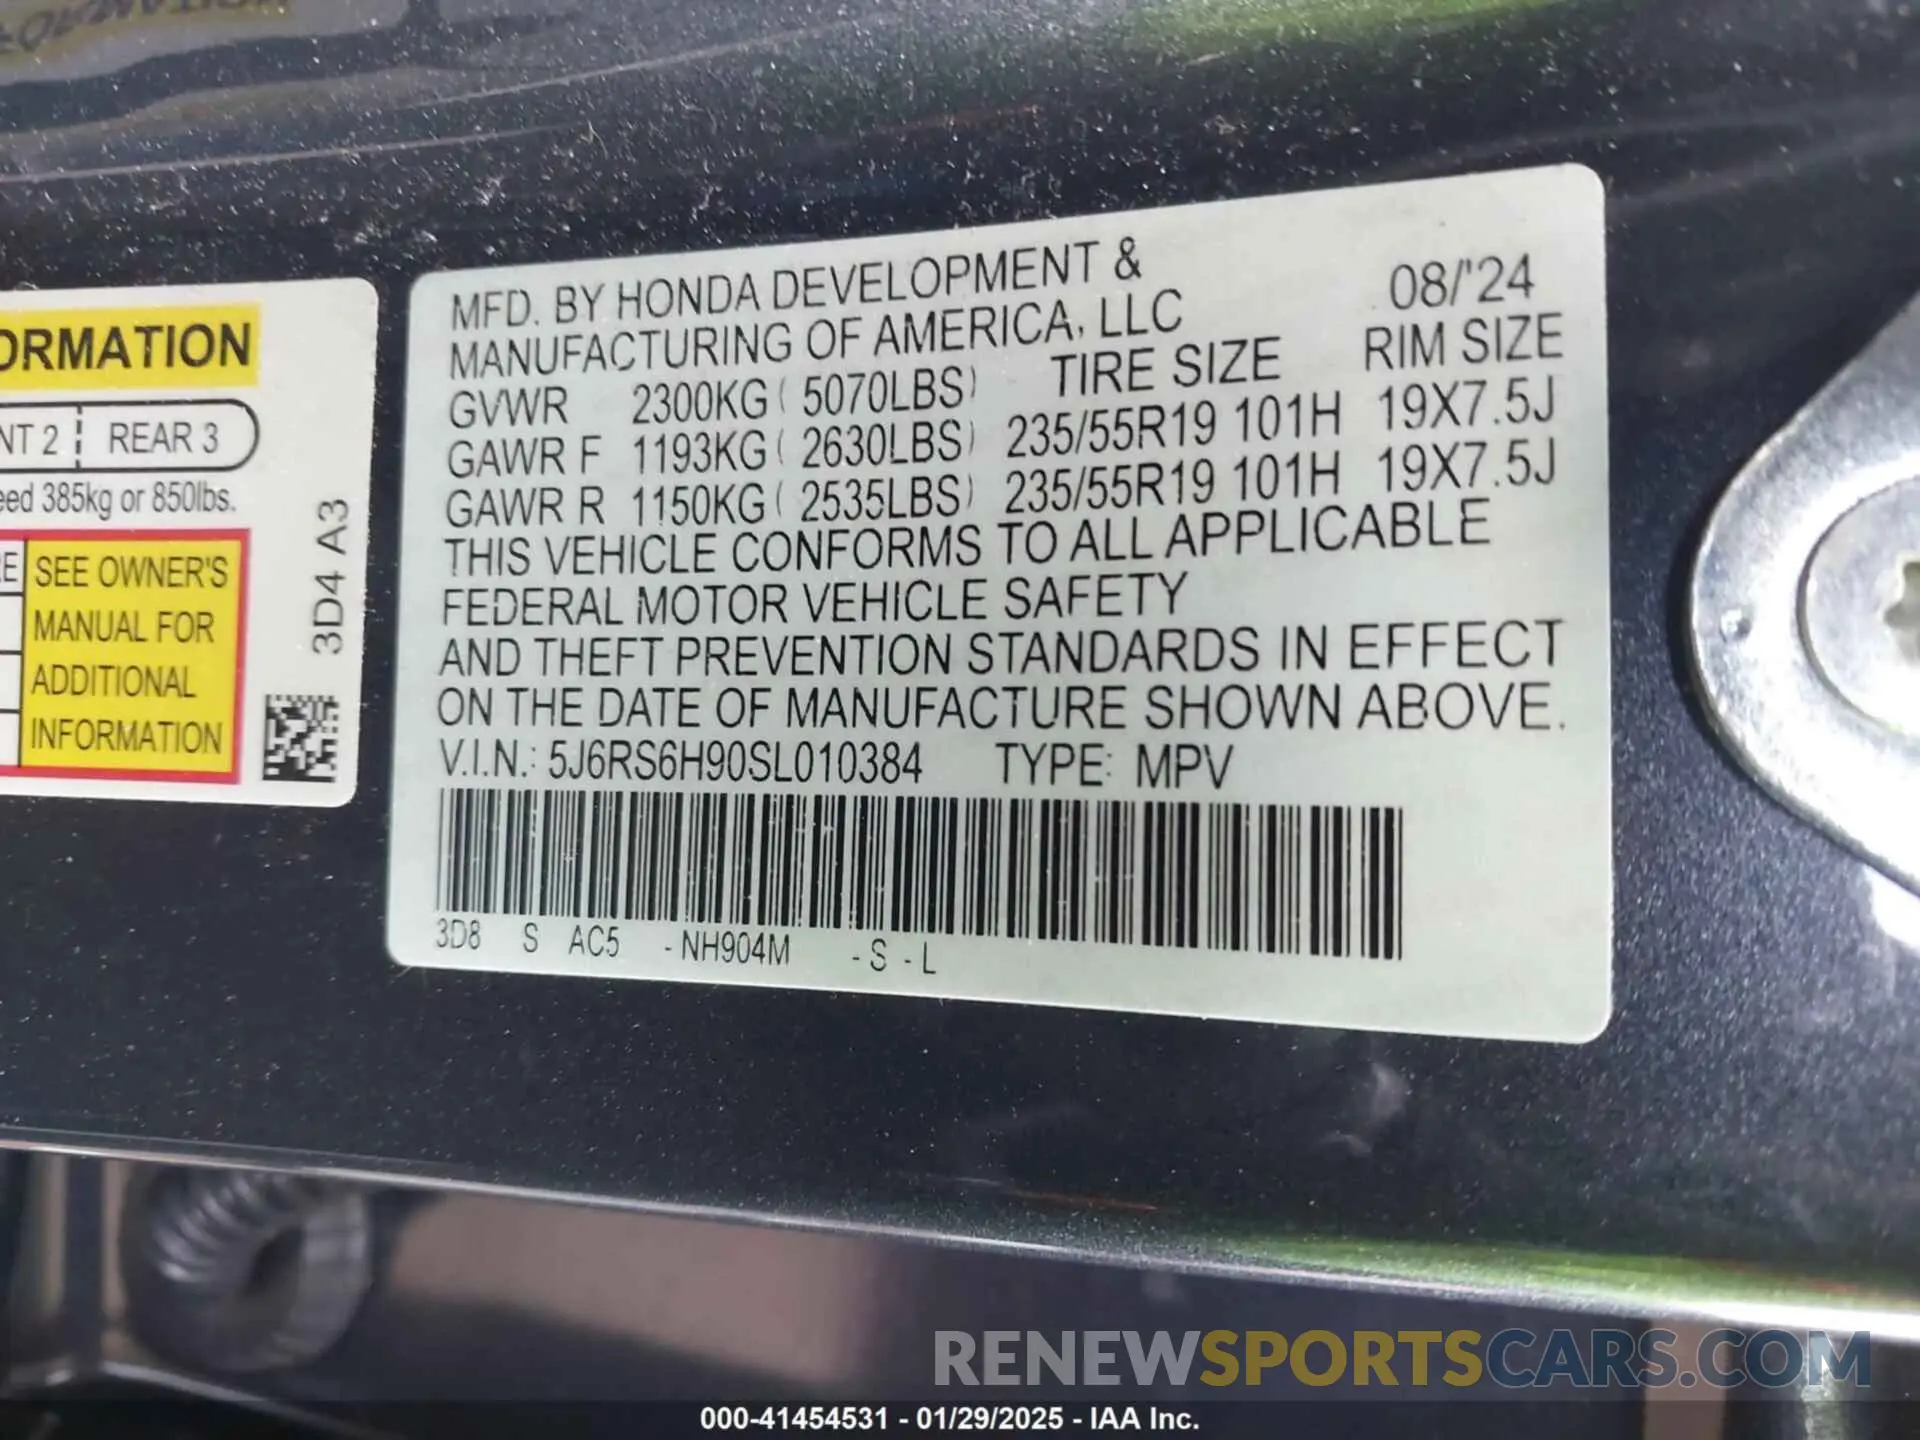 ORMATION
NT 2 REAR 3
eed 385kg or 850lbs.
E SEE OWNER'S
MANUAL FOR
ADDITIONAL
INFORMATION
3D4 A3
MFD. BY HONDA DEVELOPMENT & 08/'24
MANUFACTURING OF AMERICA, LLC
TIRE SIZE RIM SIZE
GVWR 2300KG ( 5070LBS)
GAWR F 1193KG ( 2630LBS) 235/55R19 101H 19X7.5J
GAWR R 1150KG ( 2535LBS) 235/55R19 101H 19X7.5J
THIS VEHICLE CONFORMS TO ALL APPLICABLE
FEDERAL MOTOR VEHICLE SAFETY
AND THEFT PREVENTION STANDARDS IN EFFECT
ON THE DATE OF MANUFACTURE SHOWN ABOVE.
V.I.N.: 5J6RS6H90SL010384 TYPE: MPV
3D8 S AC5 - NH904M - S - L
RENEWSPORTSCARS.COM
000-41454531 - 01/29/2025 - IAA Inc.